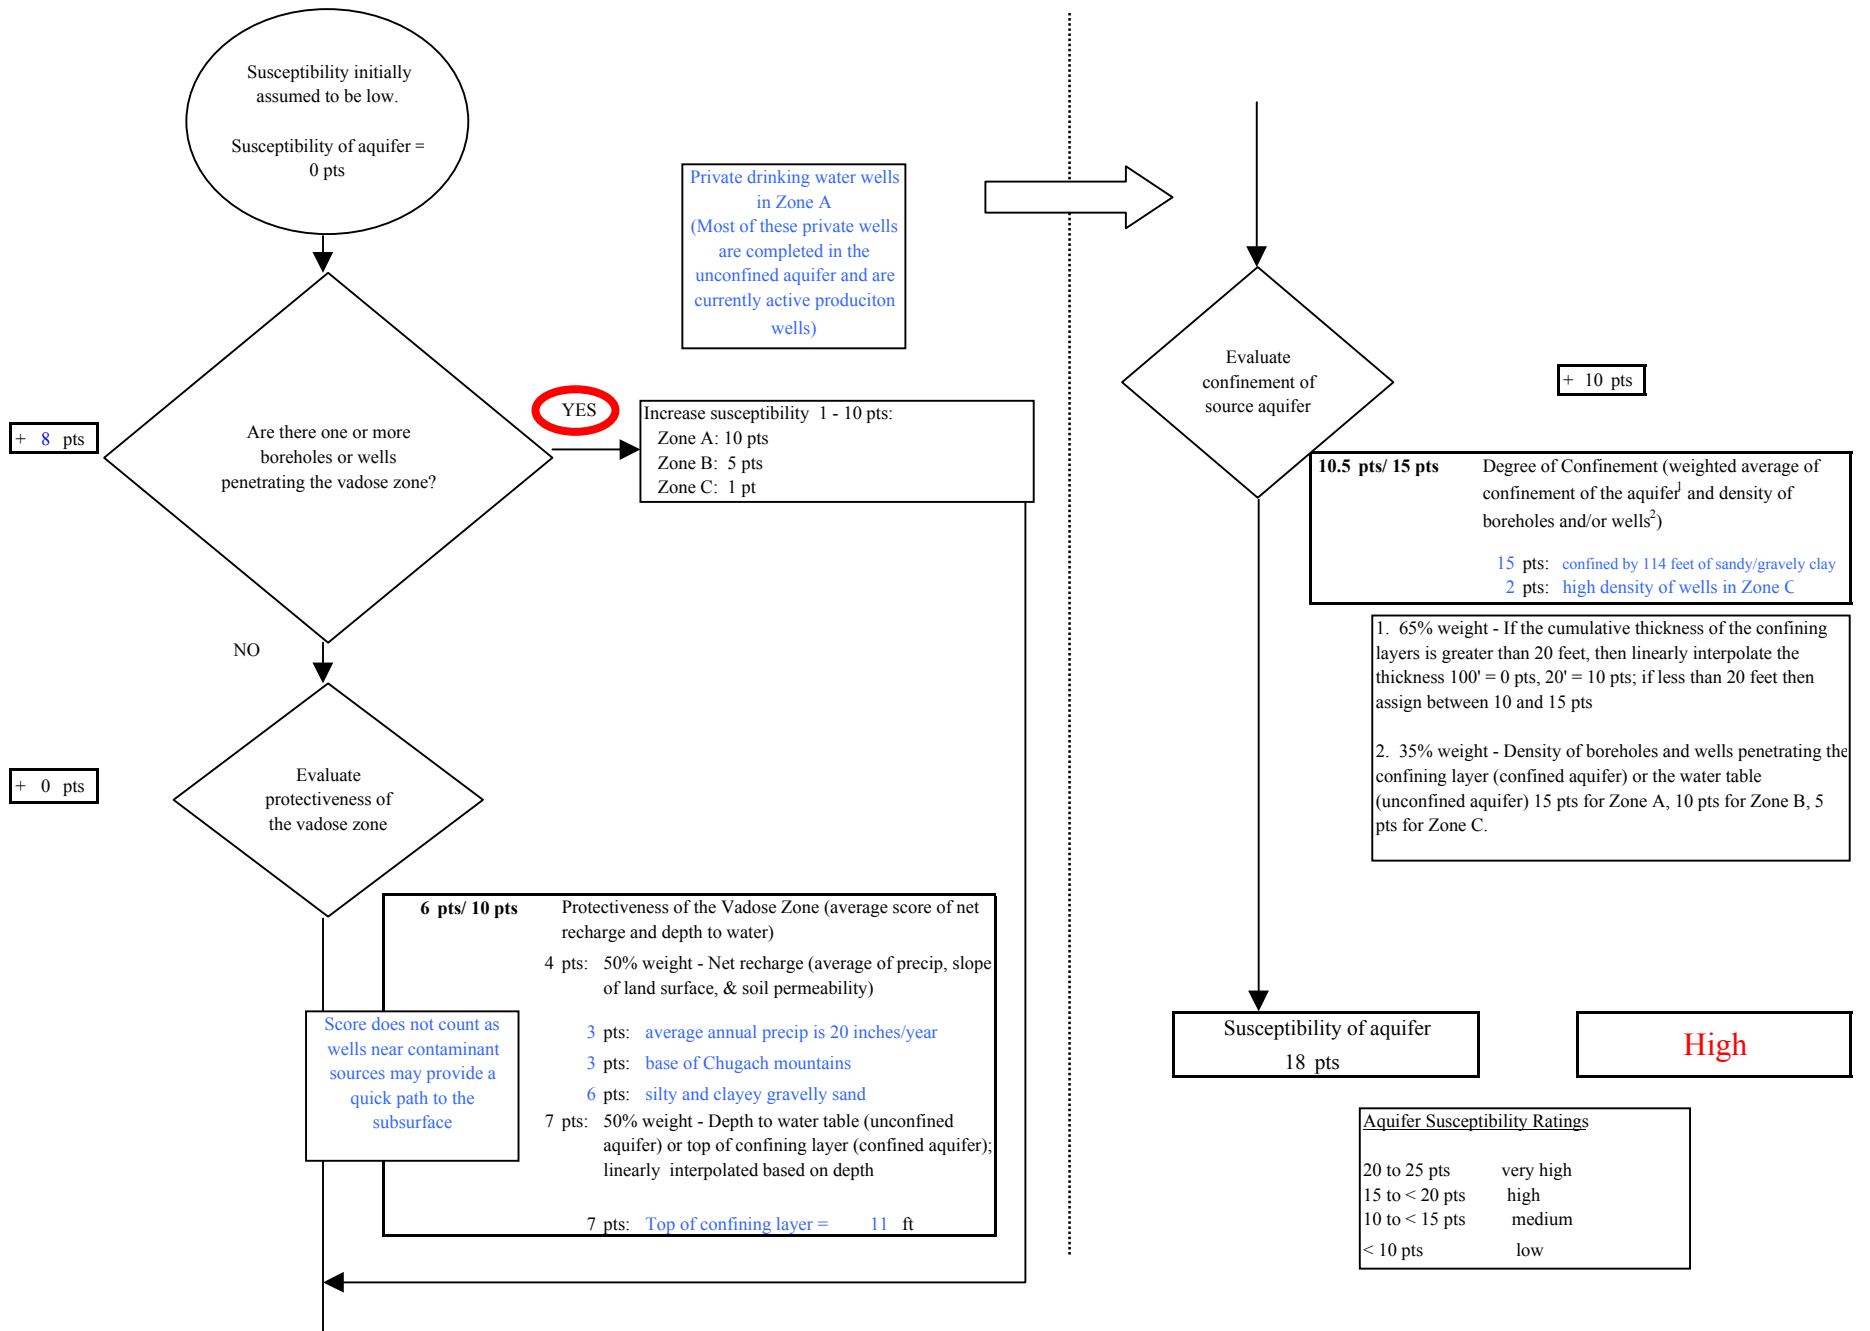 Susceptibility initially
assumed to be low.
Susceptibility of aquifer =
0 pts
Private drinking water wells
in Zone A
(Most of these private wells
are completed in the
unconfined aquifer and are
currently active produciton
wells)
+ 8 pts
Are there one or more
boreholes or wells
penetrating the vadose zone?
YES
Increase susceptibility 1 - 10 pts:
Zone A: 10 pts
Zone B: 5 pts
Zone C: 1 pt
NO
+ 0 pts
Evaluate
protectiveness of
the vadose zone
6 pts/ 10 pts Protectiveness of the Vadose Zone (average score of net
recharge and depth to water)
4 pts: 50% weight - Net recharge (average of precip, slope
of land surface, & soil permeability)
3 pts: average annual precip is 20 inches/year
3 pts: base of Chugach mountains
6 pts: silty and clayey gravelly sand
7 pts: 50% weight - Depth to water table (unconfined
aquifer) or top of confining layer (confined aquifer);
linearly interpolated based on depth
7 pts: Top of confining layer = 11 ft
Score does not count as
wells near contaminant
sources may provide a
quick path to the
subsurface
Evaluate
confinement of
source aquifer
+ 10 pts
10.5 pts/ 15 pts Degree of Confinement (weighted average of
confinement of the aquifer1 and density of
boreholes and/or wells2)
15 pts: confined by 114 feet of sandy/gravely clay
2 pts: high density of wells in Zone C
1. 65% weight - If the cumulative thickness of the confining
layers is greater than 20 feet, then linearly interpolate the
thickness 100' = 0 pts, 20' = 10 pts; if less than 20 feet then
assign between 10 and 15 pts
2. 35% weight - Density of boreholes and wells penetrating the
confining layer (confined aquifer) or the water table
(unconfined aquifer) 15 pts for Zone A, 10 pts for Zone B, 5
pts for Zone C.
Susceptibility of aquifer
18 pts
High
Aquifer Susceptibility Ratings
20 to 25 pts very high
15 to < 20 pts high
10 to < 15 pts medium
< 10 pts low